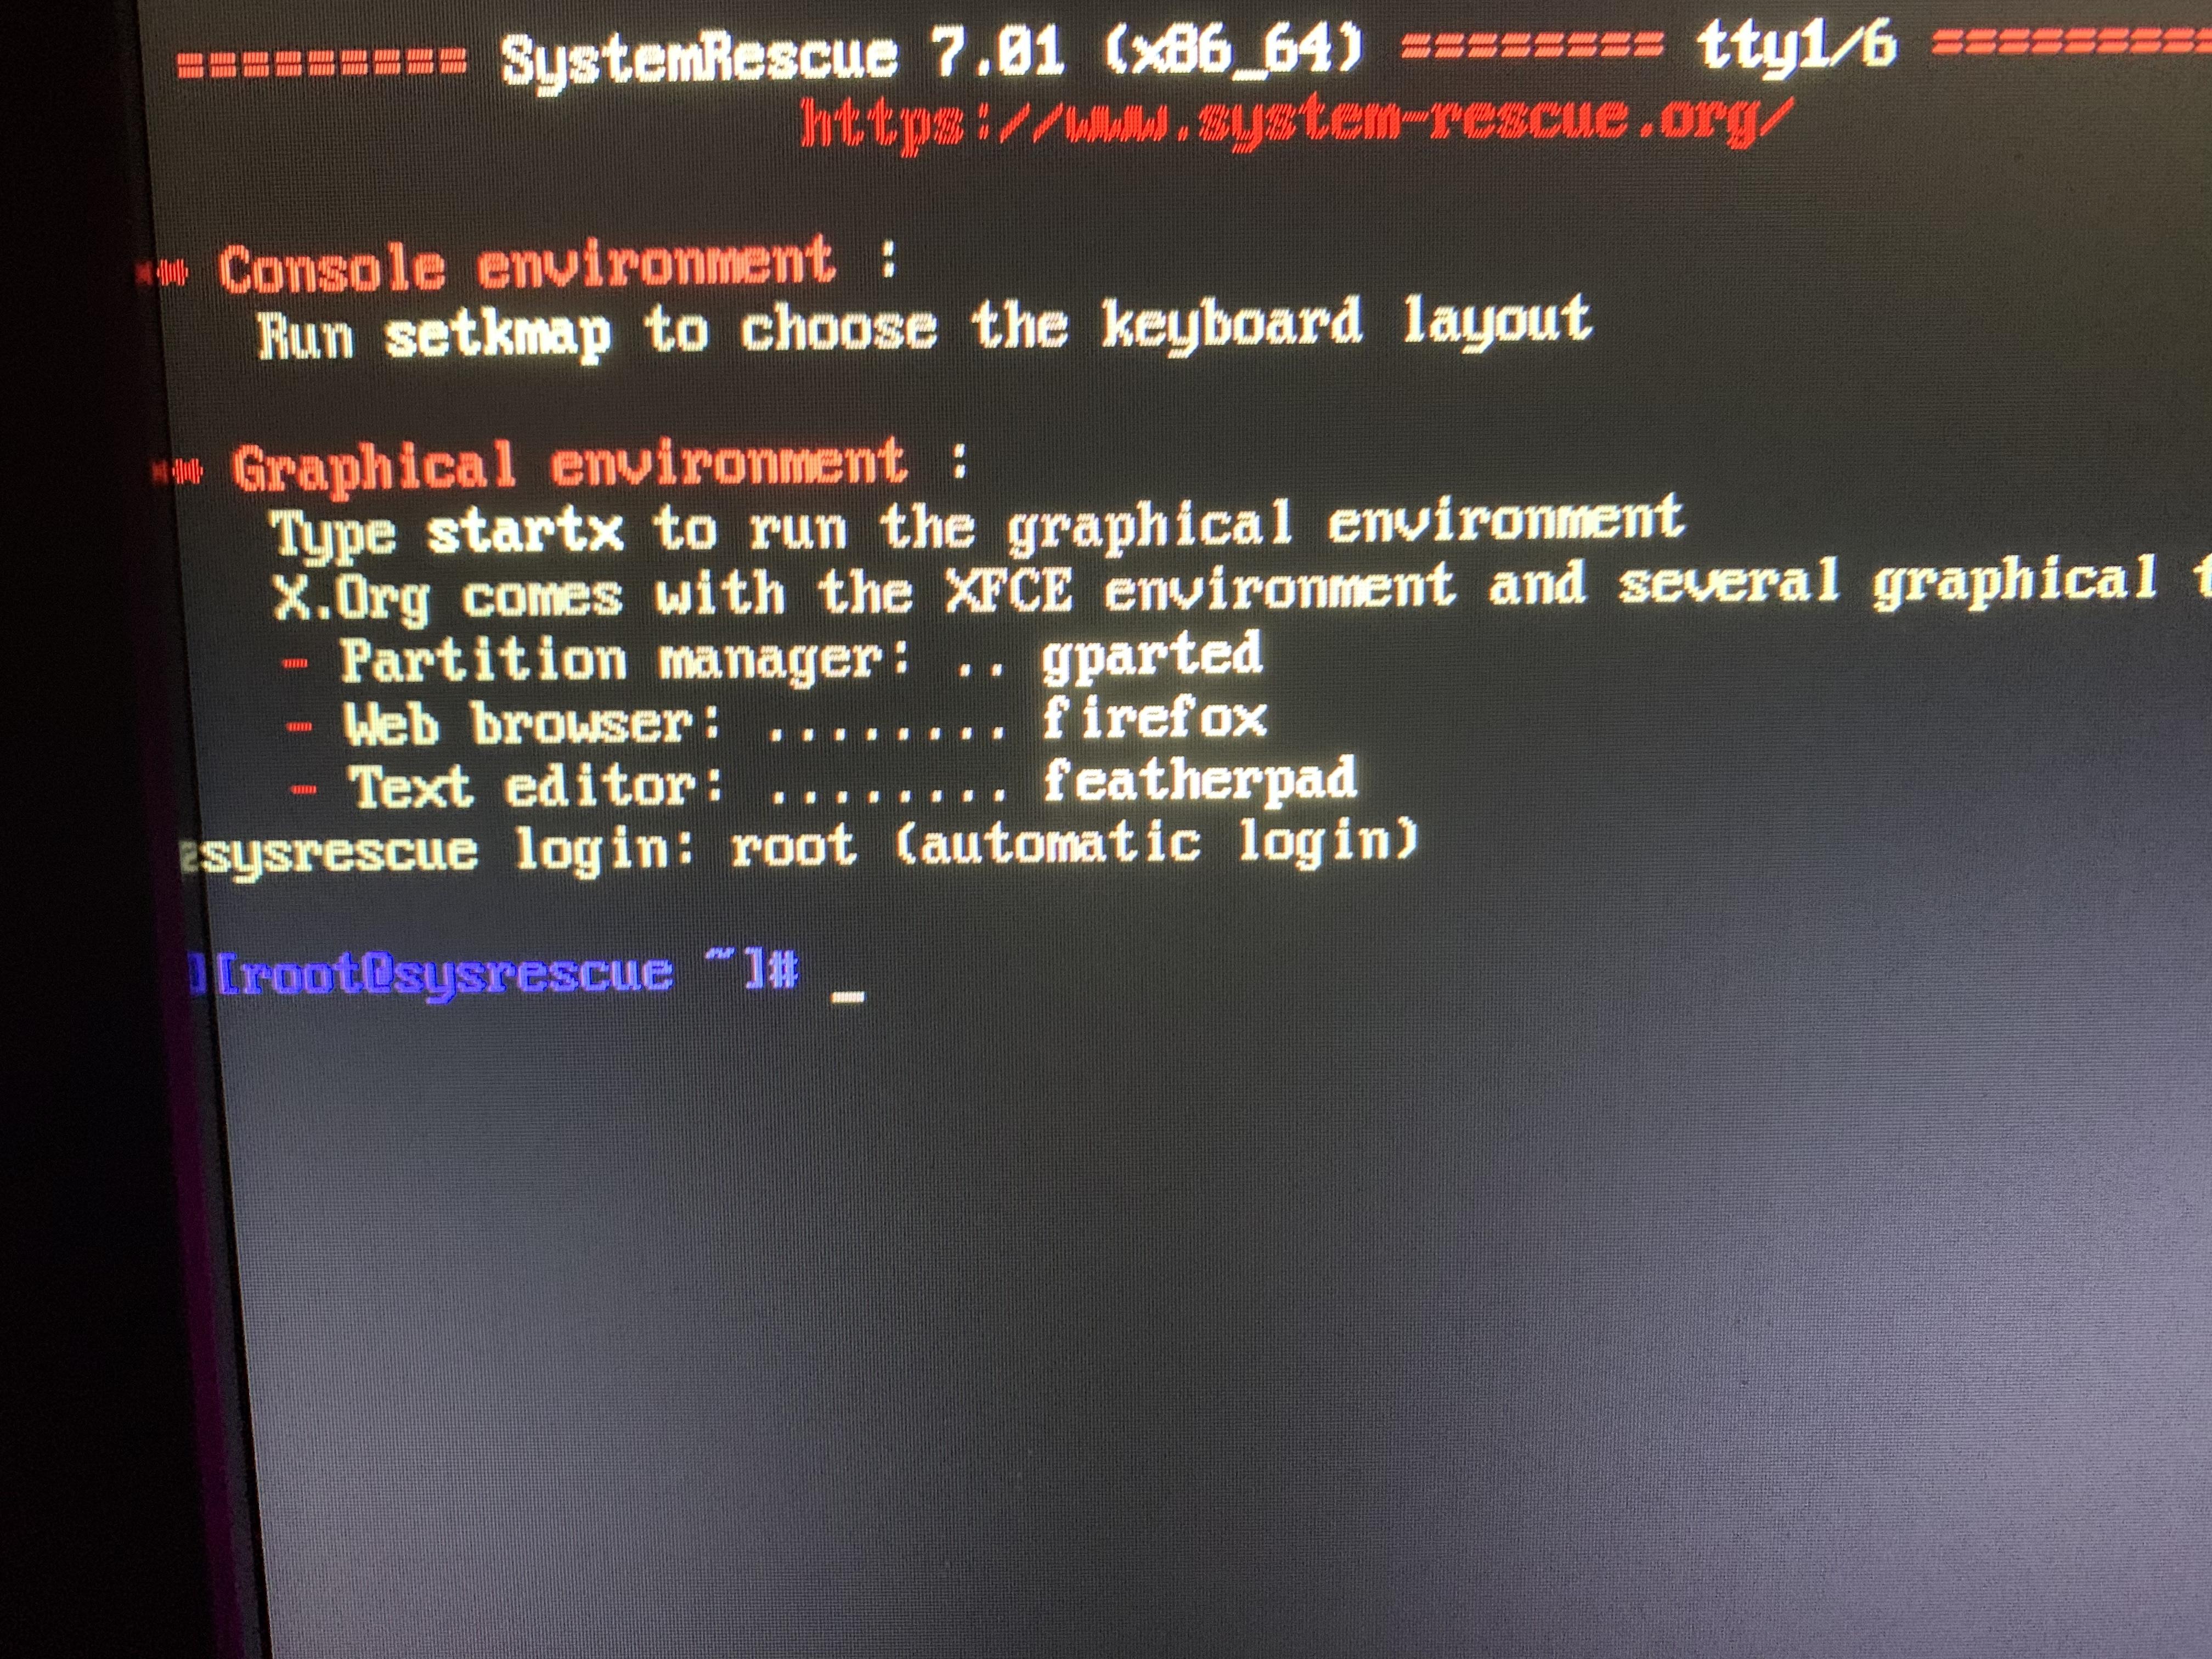 ========= SystemRescue 7.01 (x86_64) ======== tty1/6 =========
https://www.system-rescue.org/
** Console environment :
Run setkmap to choose the keyboard layout
** Graphical environment :
Type startx to run the graphical environment
X.Org comes with the XFCE environment and several graphical
- Partition manager: .. gparted
- Web browser: ........ firefox
- Text editor: ........ featherpad
sysrescue login: root (automatic login)
[root@sysrescue ~]# _